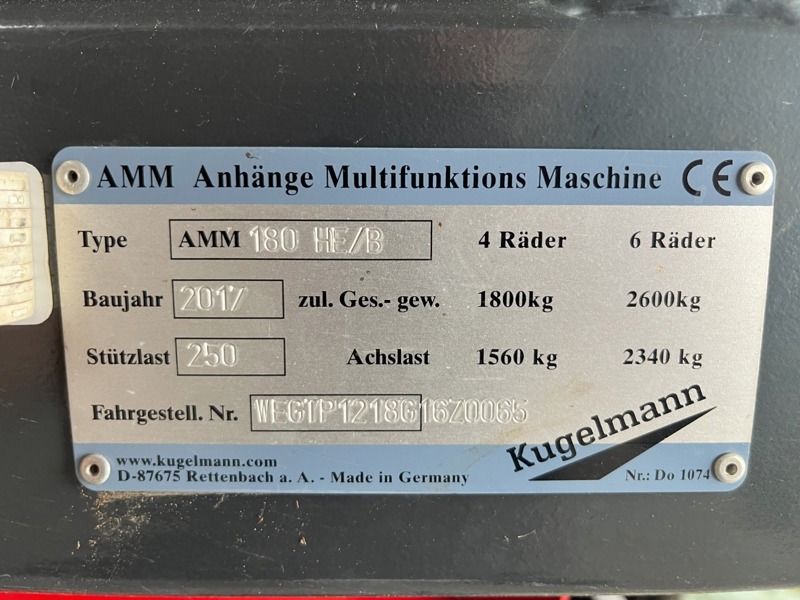 AMM Anhänge Multifunktions Maschine CE
Type AMM 180 HE/B 4 Räder 6 Räder
Baujahr 2017 zul. Ges.- gew. 1800kg 2600kg
Stützlast 250 Achslast 1560 kg 2340 kg
Fahrgestell. Nr. WEGTP1218G16Z0065
Kugelmann
www.kugelmann.com
D-87675 Rettenbach a. A. - Made in Germany Nr.: Do 1074